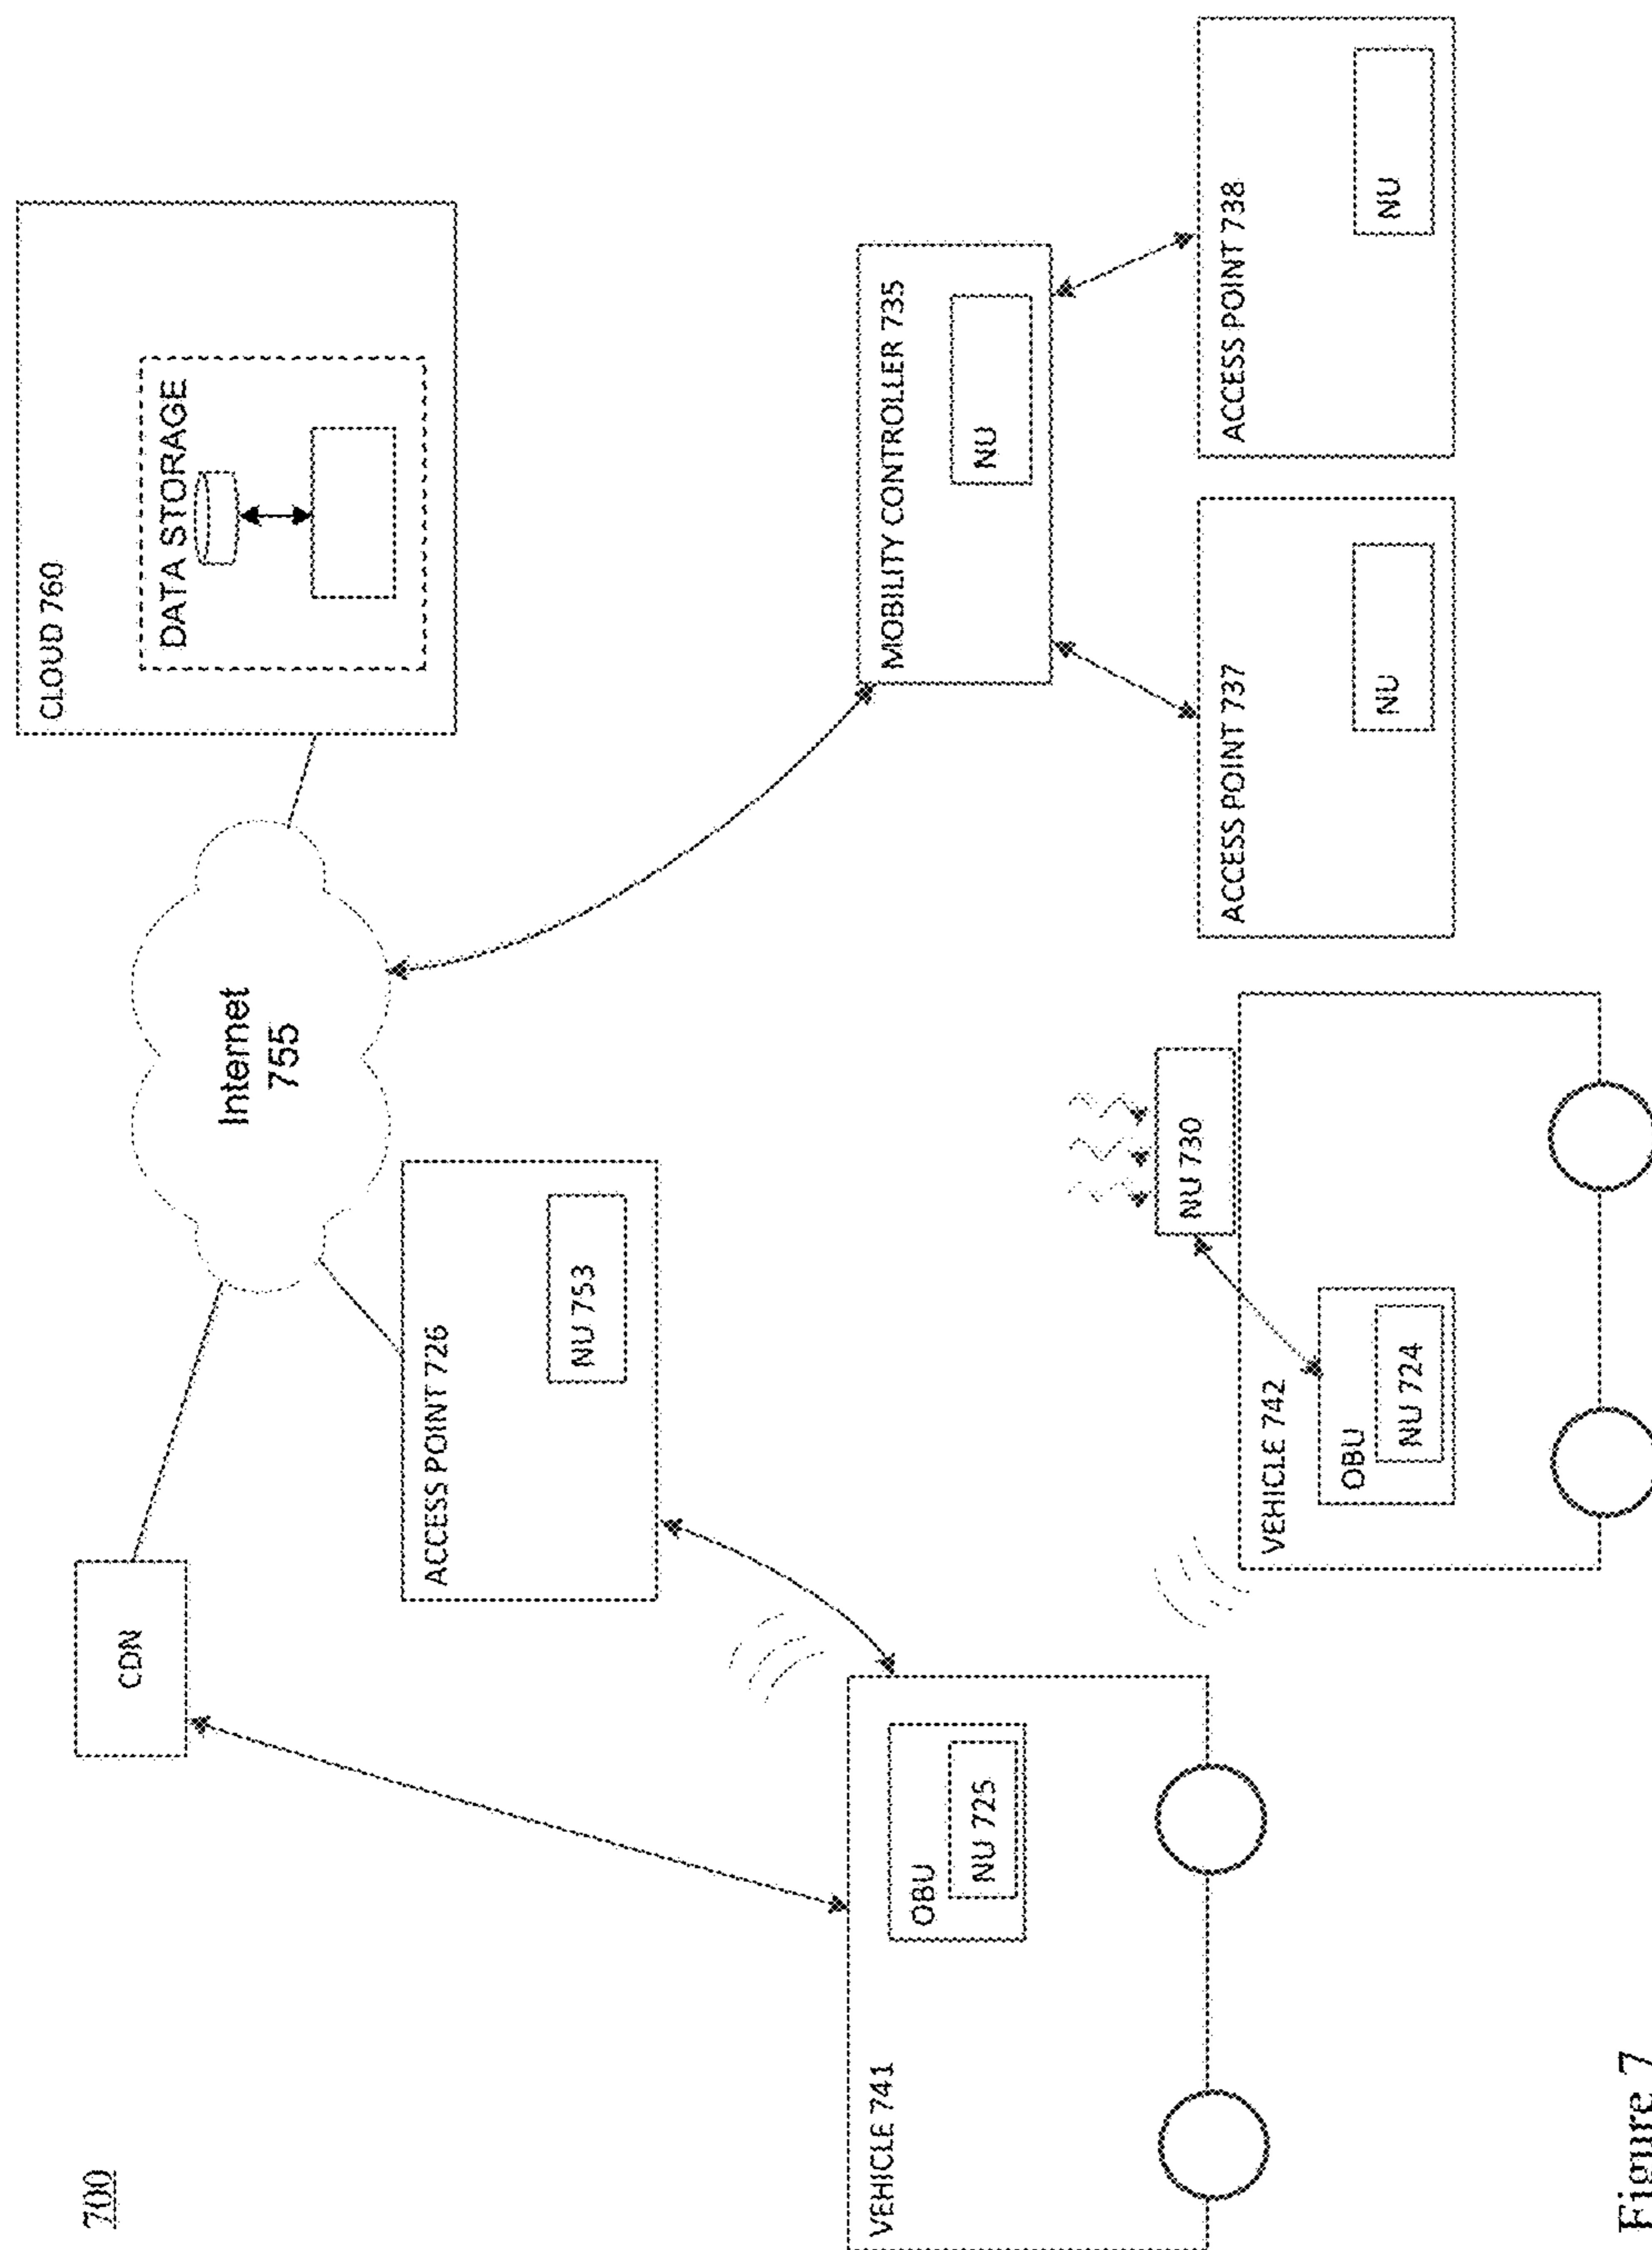 700
CDN
Internet
755
CLOUD 760
DATA STORAGE
ACCESS POINT 726
NU 753
VEHICLE 741
OBU
NU 725
VEHICLE 742
OBU
NU 724
NU 730
MOBILITY CONTROLLER 735
NU
ACCESS POINT 737
NU
ACCESS POINT 738
NU
Figure 7